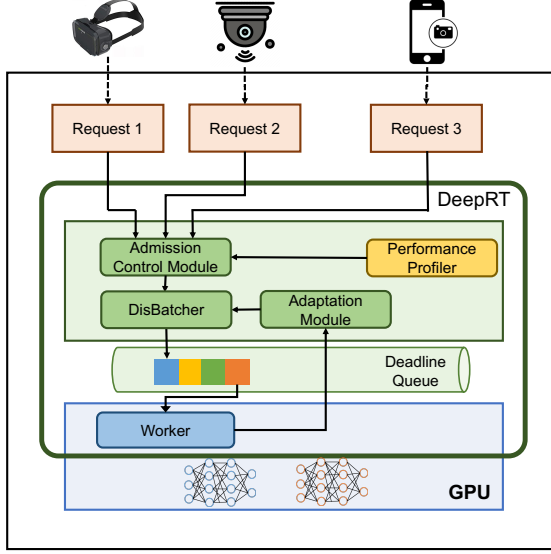 Request 1
Request 2
Request 3
DeepRT
Admission
Control Module
Performance
Profiler
DisBatcher
Adaptation
Module
Deadline
Queue
Worker
GPU